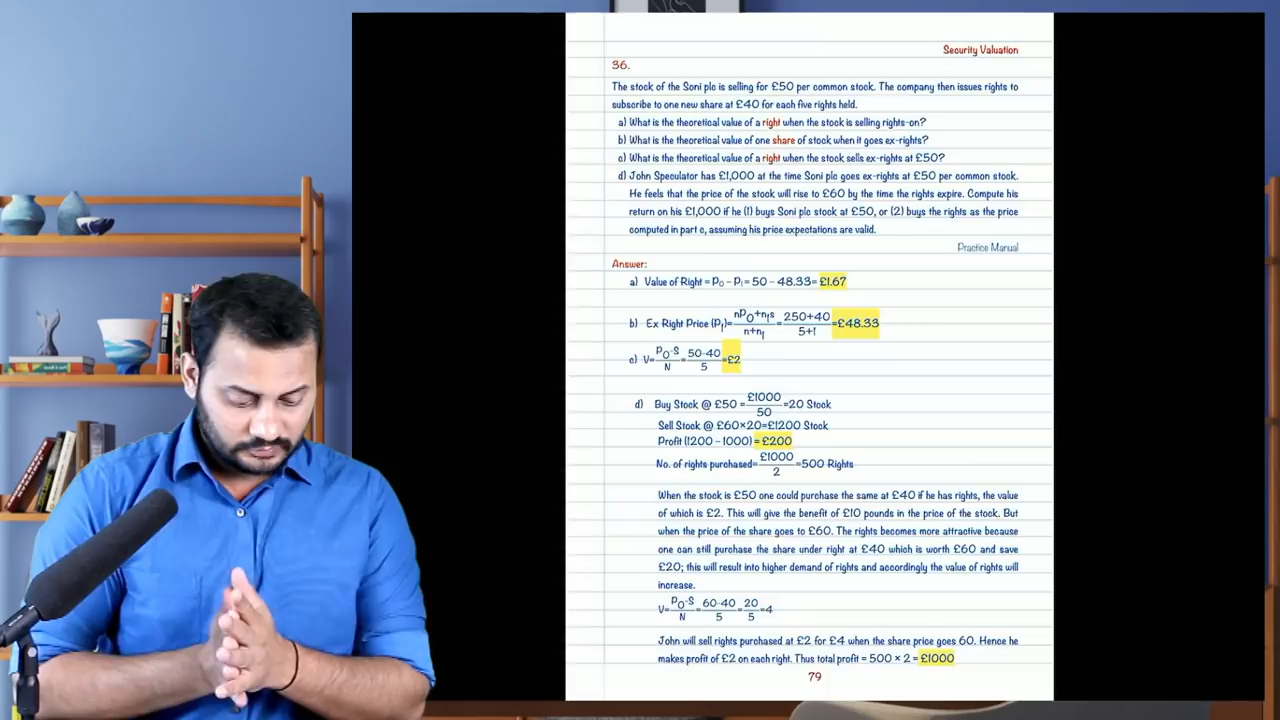 Security Valuation
36.
The stock of the Soni plc is selling for £50 per common stock. The company then issues rights to
subscribe to one new share at £40 for each five rights held.
a) What is the theoretical value of a right when the stock is selling rights-on?
b) What is the theoretical value of one share of stock when it goes ex-rights?
c) What is the theoretical value of a right when the stock sells ex-rights at £50?
d) John Speculator has £1,000 at the time Soni plc goes ex-rights at £50 per common stock.
He feels that the price of the stock will rise to £60 by the time the rights expire. Compute his
return on his £1,000 if he (1) buys Soni plc stock at £50, or (2) buys the rights as the price
computed in part c, assuming his price expectations are valid.
Practice Manual
Answer:
a) Value of Right = P0 – P1 = 50 – 48.33= £1.67
b) Ex Right Price (P1)= nP0+n1s / n+n1 = 250+40 / 5+1 =£48.33
c) V= P0-S / N = 50-40 / 5 =£2
d) Buy Stock @ £50 = £1000 / 50 =20 Stock
Sell Stock @ £60×20=£1200 Stock
Profit (1200 – 1000) = £200
No. of rights purchased= £1000 / 2 =500 Rights
When the stock is £50 one could purchase the same at £40 if he has rights, the value
of which is £2. This will give the benefit of £10 pounds in the price of the stock. But
when the price of the share goes to £60. The rights becomes more attractive because
one can still purchase the share under right at £40 which is worth £60 and save
£20; this will result into higher demand of rights and accordingly the value of rights will
increase.
V= P0-S / N = 60-40 / 5 = 20 / 5 =4
John will sell rights purchased at £2 for £4 when the share price goes 60. Hence he
makes profit of £2 on each right. Thus total profit = 500 × 2 = £1000
79